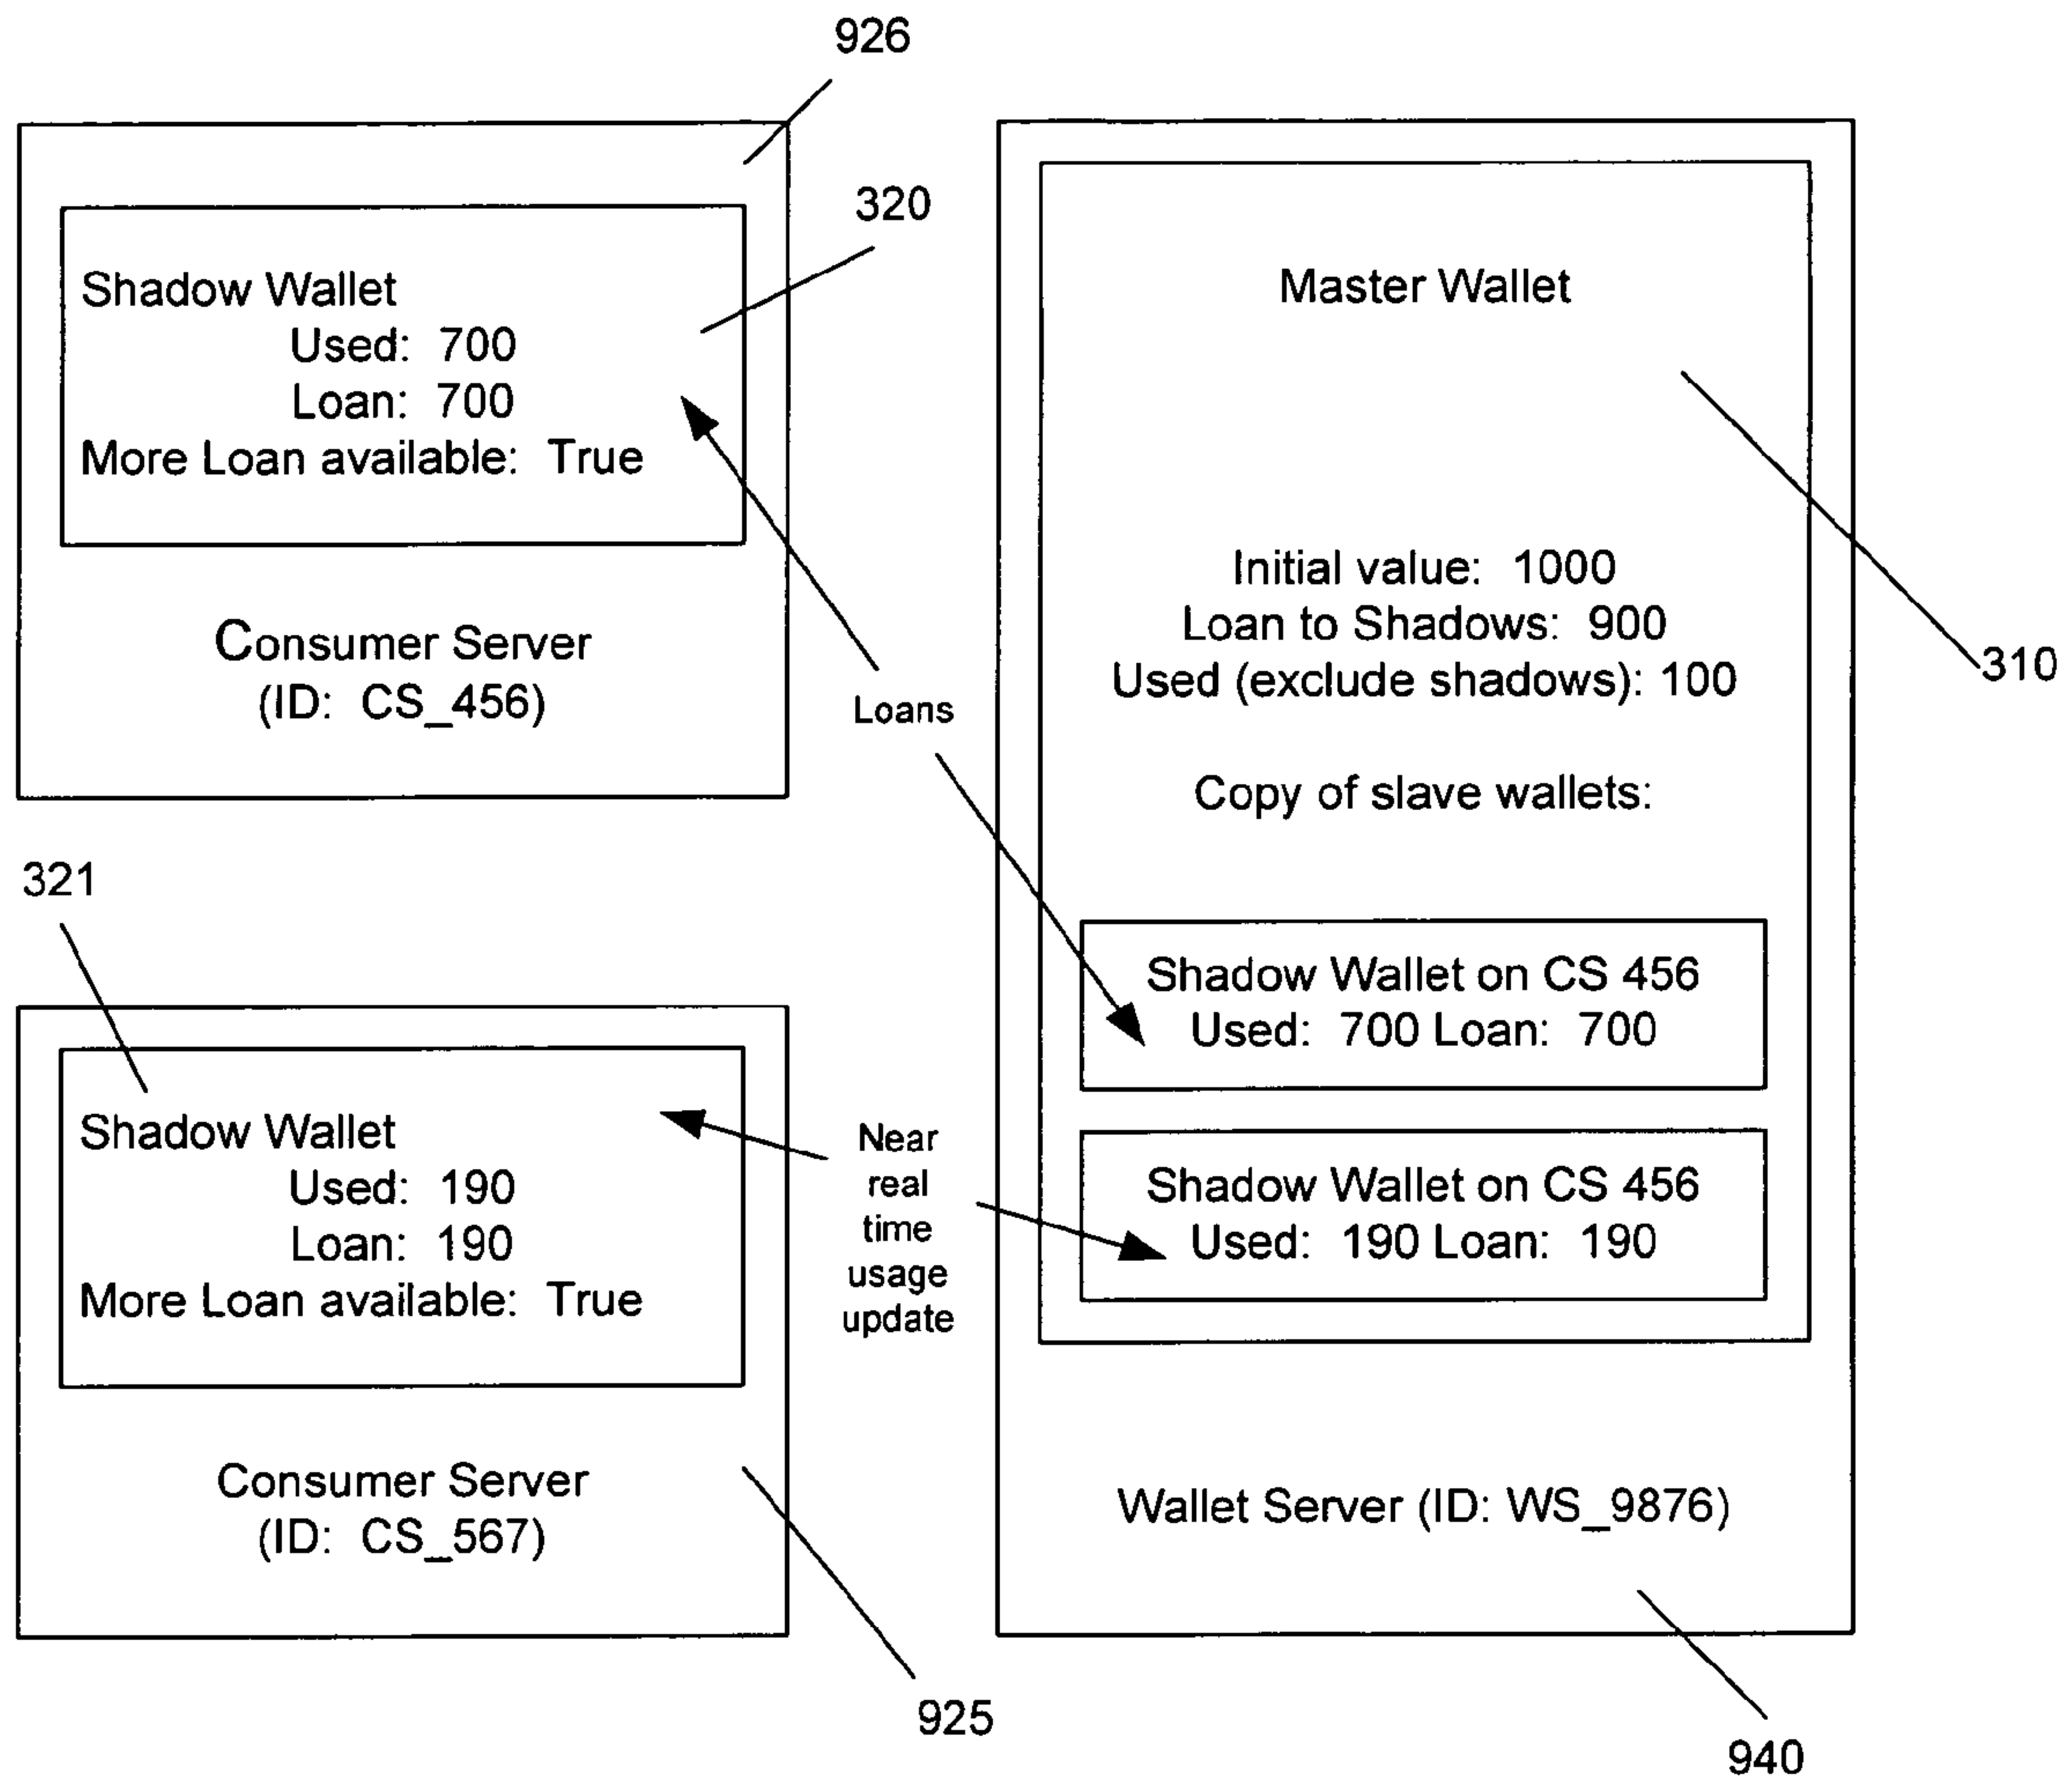 926
320
Shadow Wallet
Used: 700
Loan: 700
More Loan available: True
Consumer Server
(ID: CS_456)
Loans
Master Wallet
Initial value: 1000
Loan to Shadows: 900
Used (exclude shadows): 100
310
Copy of slave wallets:
Shadow Wallet on CS 456
Used: 700 Loan: 700
Shadow Wallet on CS 456
Used: 190 Loan: 190
Wallet Server (ID: WS_9876)
940
321
Shadow Wallet
Used: 190
Loan: 190
More Loan available: True
Near
real
time
usage
update
Consumer Server
(ID: CS_567)
925